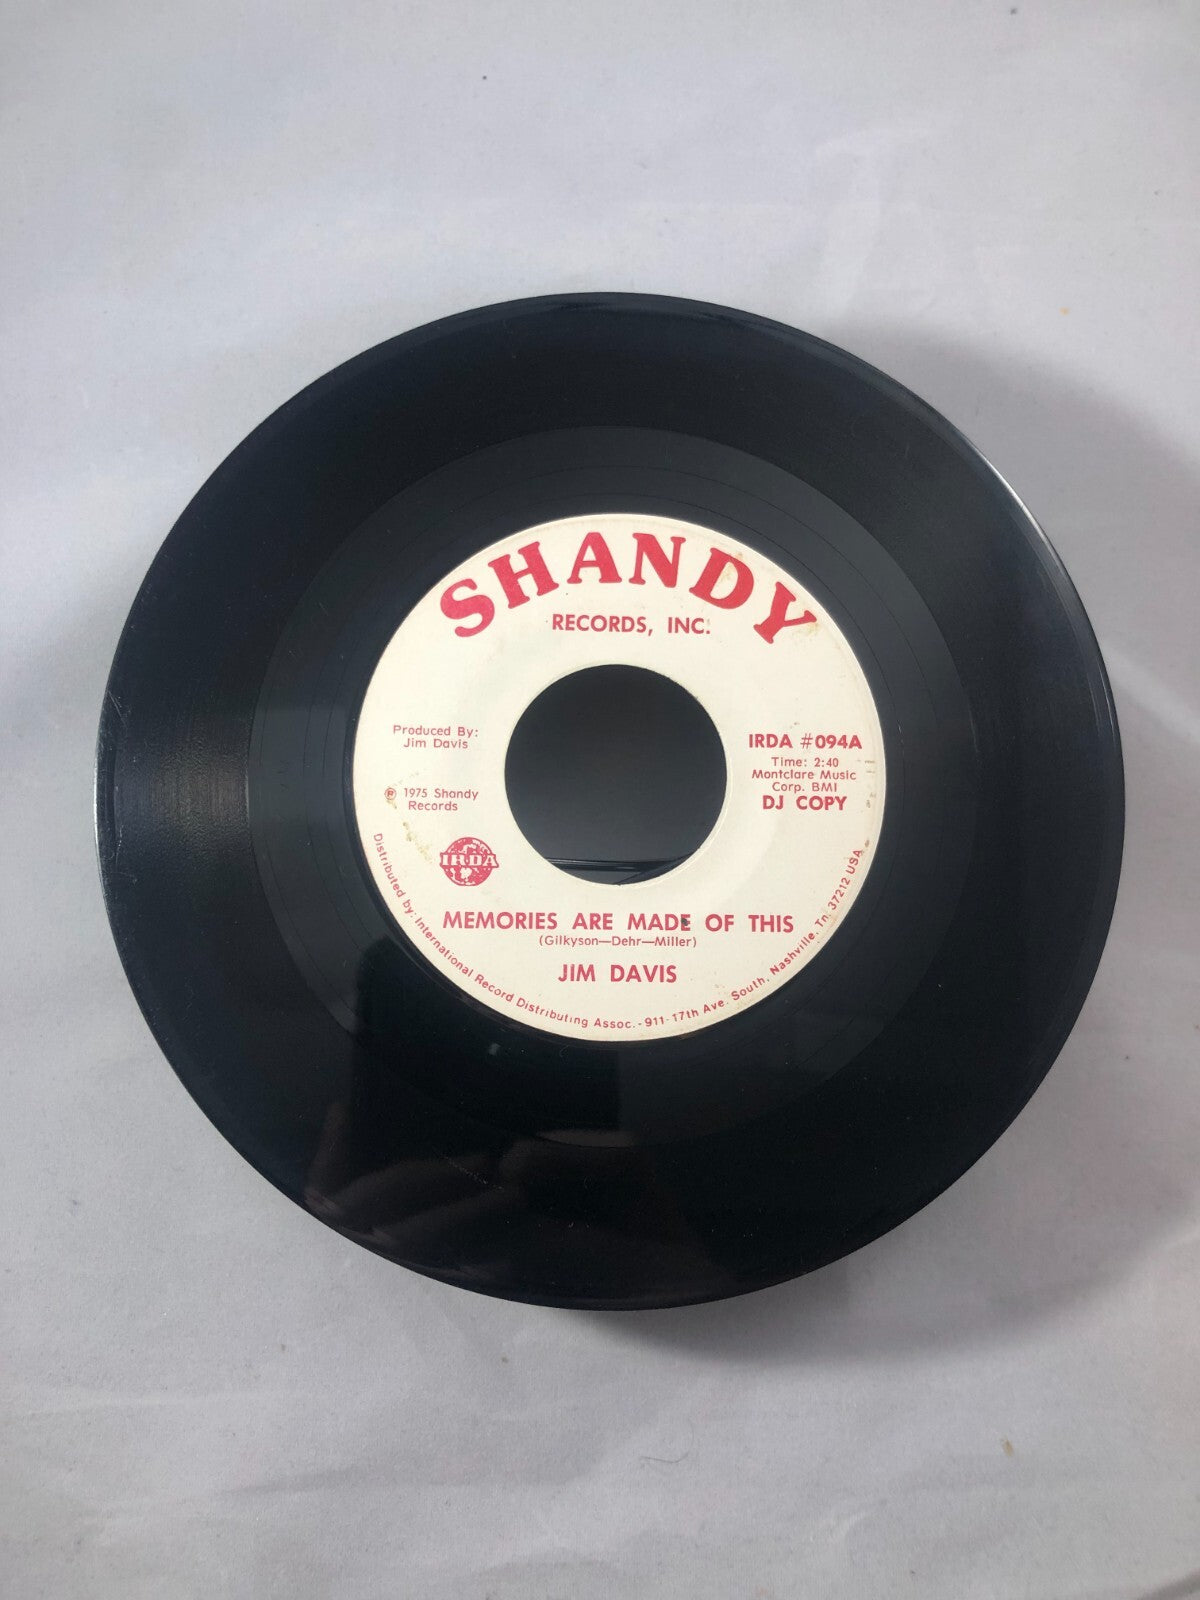 SHANDY
RECORDS, INC.
Produced By:
Jim Davis
℗ 1975 Shandy
Records
IRDA #094A
Time: 2:40
Montclare Music
Corp. BMI
DJ COPY
IRDA
MEMORIES ARE MADE OF THIS
(Gilkyson—Dehr—Miller)
JIM DAVIS
Distributed by: International Record Distributing Assoc. - 911-17th Ave. South, Nashville, Tn. 37212 USA